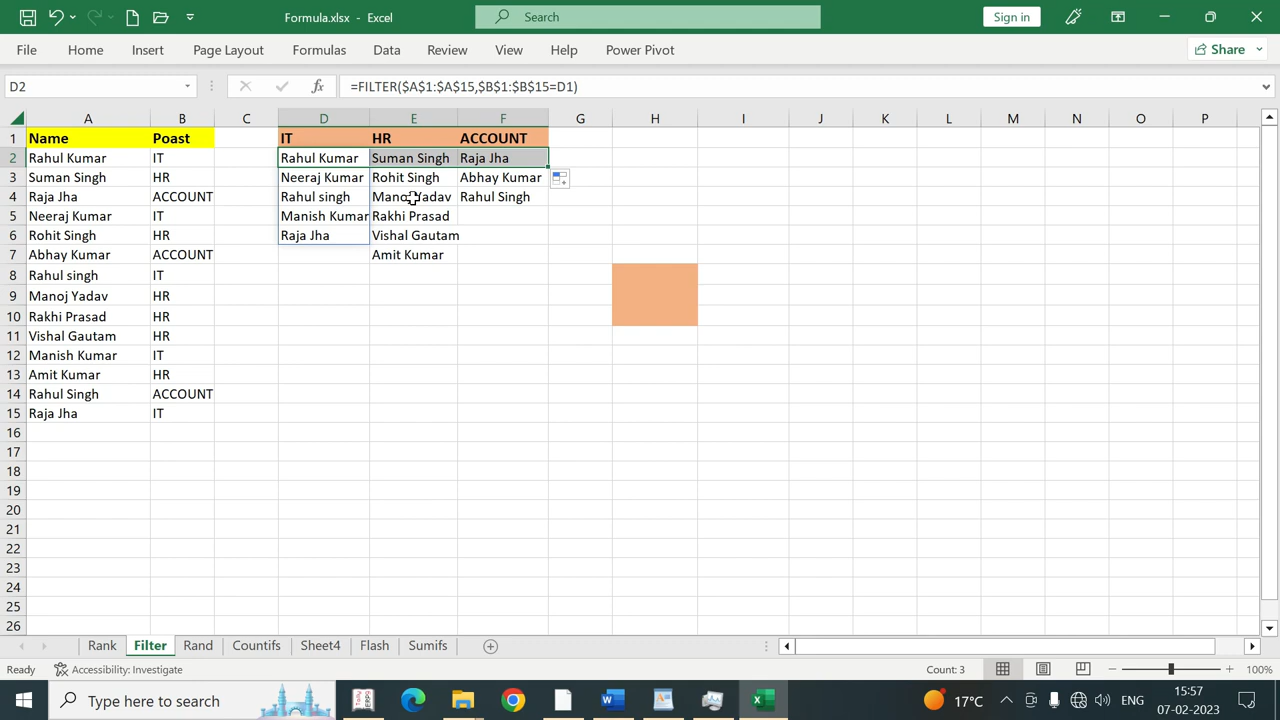 Formula.xlsx - Excel
Search
Sign in
File Home Insert Page Layout Formulas Data Review View Help Power Pivot
Share
D2 fx =FILTER($A$1:$A$15,$B$1:$B$15=D1)
A B C D E F G H I J K L M N O P
1 Name Poast IT HR ACCOUNT
2 Rahul Kumar IT Rahul Kumar Suman Singh Raja Jha
3 Suman Singh HR Neeraj Kumar Rohit Singh Abhay Kumar
4 Raja Jha ACCOUNT Rahul singh Manoj Yadav Rahul Singh
5 Neeraj Kumar IT Manish Kumar Rakhi Prasad
6 Rohit Singh HR Raja Jha Vishal Gautam
7 Abhay Kumar ACCOUNT Amit Kumar
8 Rahul singh IT
9 Manoj Yadav HR
10 Rakhi Prasad HR
11 Vishal Gautam HR
12 Manish Kumar IT
13 Amit Kumar HR
14 Rahul Singh ACCOUNT
15 Raja Jha IT
16
17
18
19
20
21
22
23
24
25
26
Rank Filter Rand Countifs Sheet4 Flash Sumifs
Ready Accessibility: Investigate Count: 3 100%
Type here to search 17°C ENG 15:57
07-02-2023